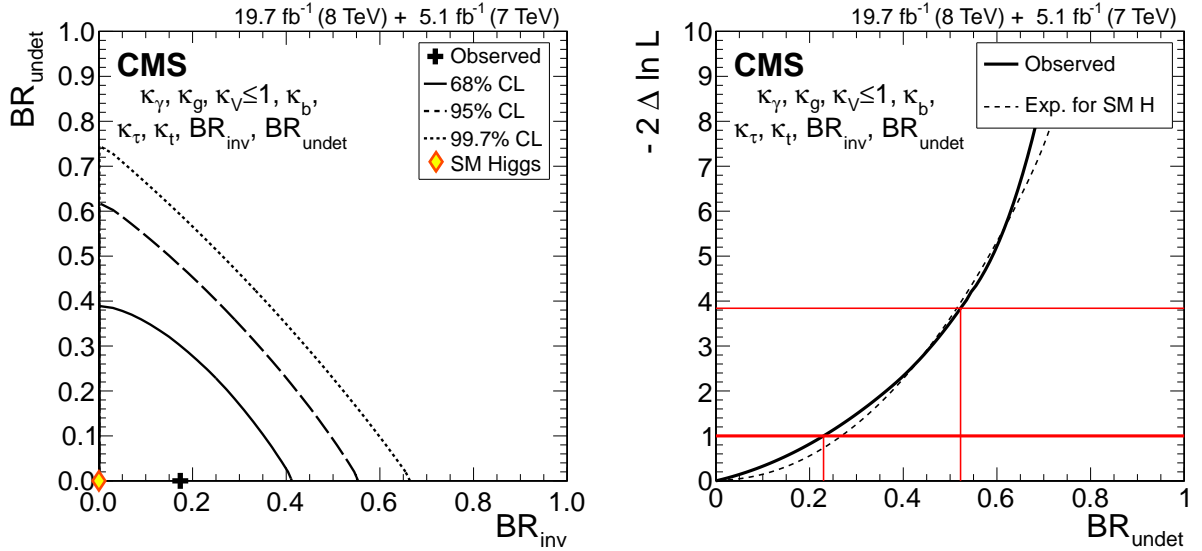 19.7 fb⁻¹ (8 TeV) + 5.1 fb⁻¹ (7 TeV)
CMS
κ_γ, κ_g, κ_V≤1, κ_b,
κ_τ, κ_t, BR_inv, BR_undet
Observed
68% CL
95% CL
99.7% CL
SM Higgs
BR_undet
1.0
0.9
0.8
0.7
0.6
0.5
0.4
0.3
0.2
0.1
0.0
0.0 0.2 0.4 0.6 0.8 1.0
BR_inv
19.7 fb⁻¹ (8 TeV) + 5.1 fb⁻¹ (7 TeV)
CMS
κ_γ, κ_g, κ_V≤1, κ_b,
κ_τ, κ_t, BR_inv, BR_undet
Observed
Exp. for SM H
- 2 Δ ln L
10
9
8
7
6
5
4
3
2
1
0
0 0.2 0.4 0.6 0.8 1
BR_undet